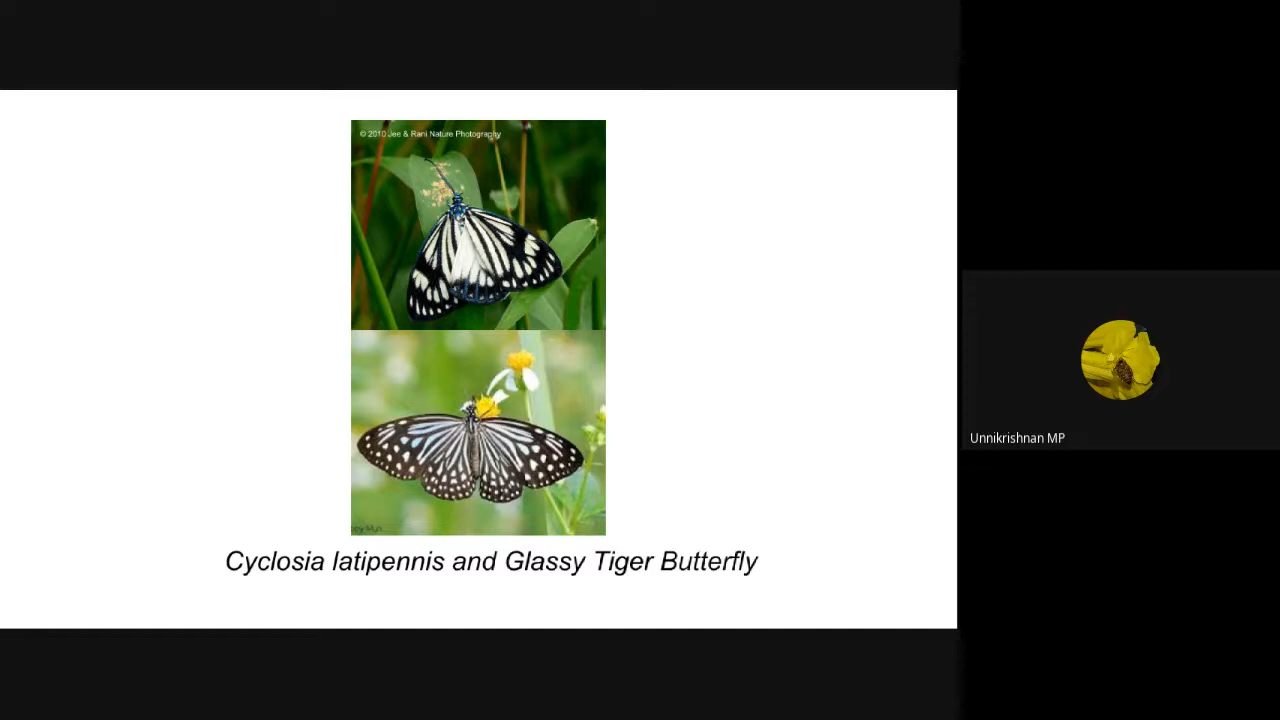 © 2010 Jee & Rani Nature Photography
Cyclosia latipennis and Glassy Tiger Butterfly
Unnikrishnan MP